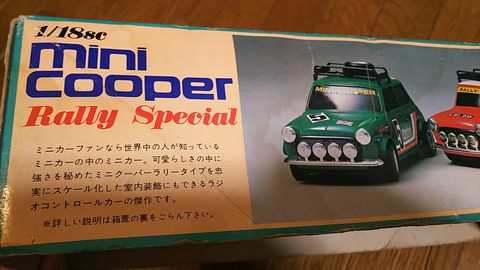 1/18sc
mini
cooper
Rally Special
ミニカーファンなら世界中の人が知っている
ミニカーの中のミニカー。可愛らしさの中に
強さを秘めたミニクーパーラリータイプを忠
実にスケール化した室内装飾にもできるラジ
オコントロールカーの傑作です。
※詳しい説明は箱蓋の裏をごらん下さい。
MINI COOPER
5
RALLY